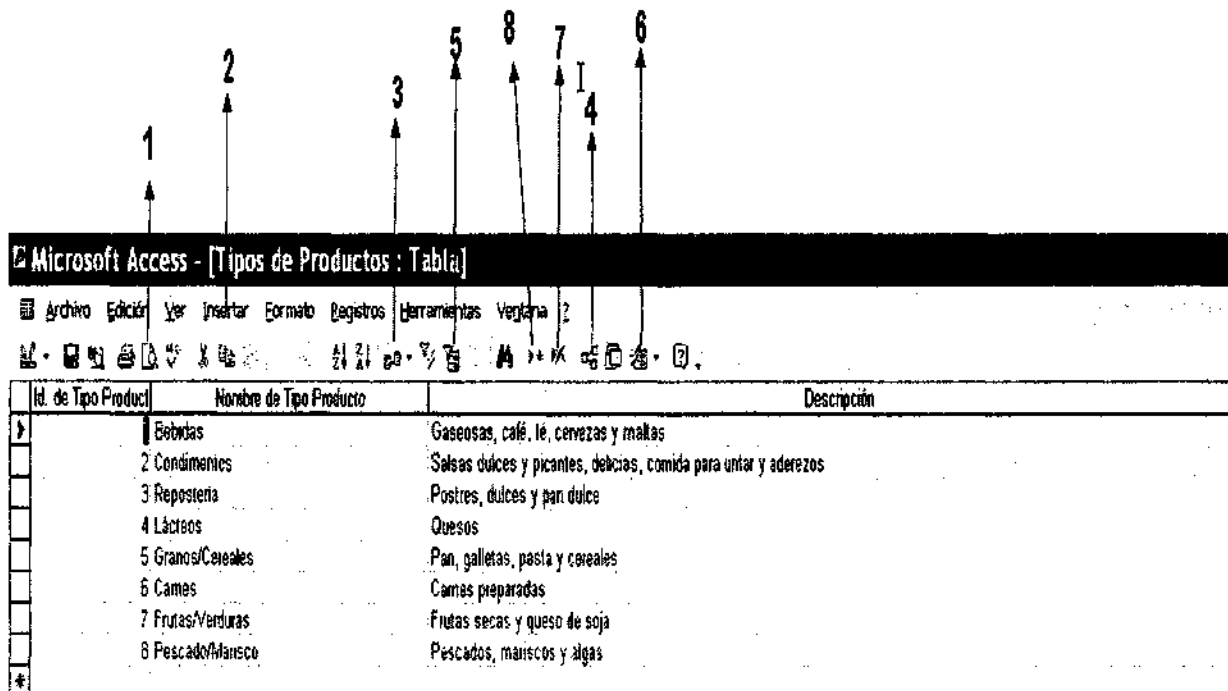 8
5
7
6
2
3
4
1
Microsoft Access - [Tipos de Productos : Tabla]
Archivo Edición Ver Insertar Formato Registros Herramientas Ventana ?
Id. de Tipo Product Nombre de Tipo Producto Descripción
1 Bebidas Gaseosas, café, té, cervezas y maltas
2 Condimentos Salsas dulces y picantes, delicias, comida para untar y aderezos
3 Repostería Postres, dulces y pan dulce
4 Lácteos Quesos
5 Granos/Cereales Pan, galletas, pasta y cereales
6 Carnes Carnes preparadas
7 Frutas/Verduras Frutas secas y queso de soja
8 Pescado/Marisco Pescados, mariscos y algas